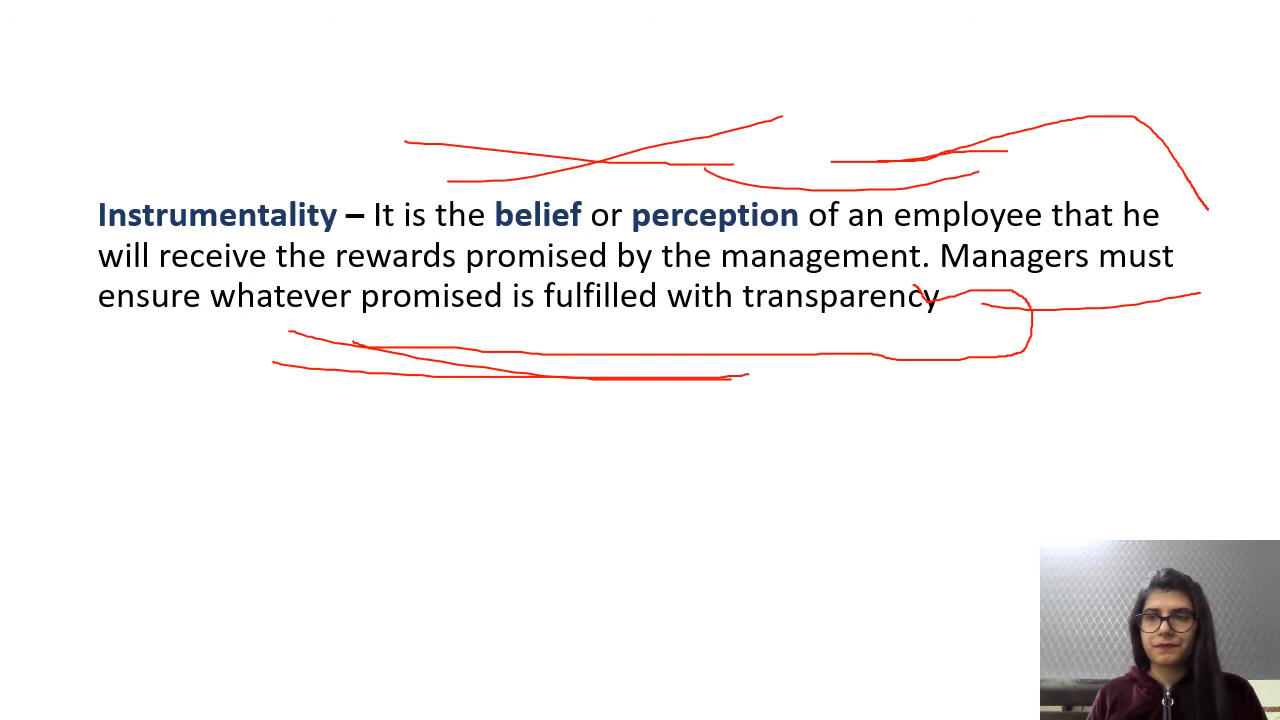 Instrumentality – It is the belief or perception of an employee that he
will receive the rewards promised by the management. Managers must
ensure whatever promised is fulfilled with transparency